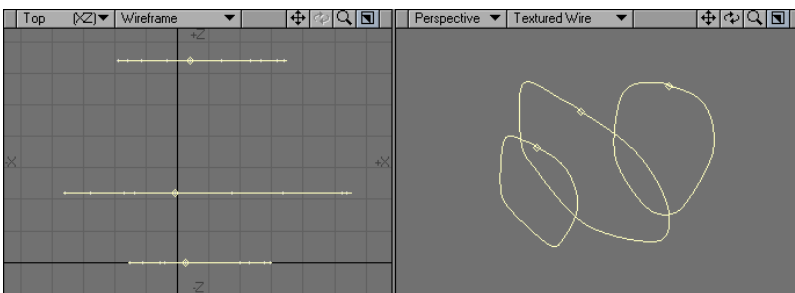 Top (XZ) Wireframe
Perspective Textured Wire
+Z
-X
+X
-Z